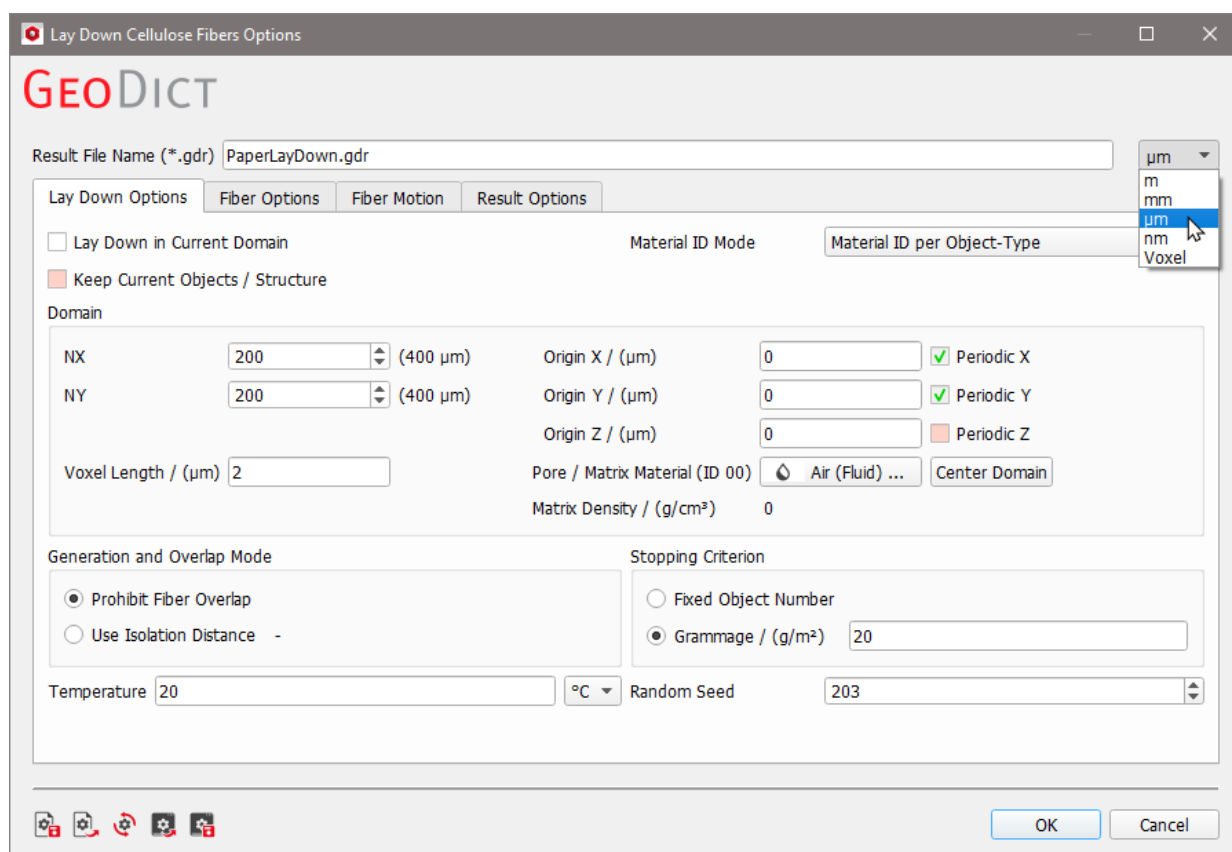 Lay Down Cellulose Fibers Options
GEODICT
Result File Name (*.gdr) PaperLayDown.gdr µm
m
mm
µm
nm
Voxel
Lay Down Options Fiber Options Fiber Motion Result Options
Lay Down in Current Domain Material ID Mode Material ID per Object-Type
Keep Current Objects / Structure
Domain
NX 200 (400 µm) Origin X / (µm) 0 Periodic X
NY 200 (400 µm) Origin Y / (µm) 0 Periodic Y
Origin Z / (µm) 0 Periodic Z
Voxel Length / (µm) 2 Pore / Matrix Material (ID 00) Air (Fluid) ... Center Domain
Matrix Density / (g/cm³) 0
Generation and Overlap Mode Stopping Criterion
Prohibit Fiber Overlap Fixed Object Number
Use Isolation Distance - Grammage / (g/m²) 20
Temperature 20 °C Random Seed 203
OK Cancel